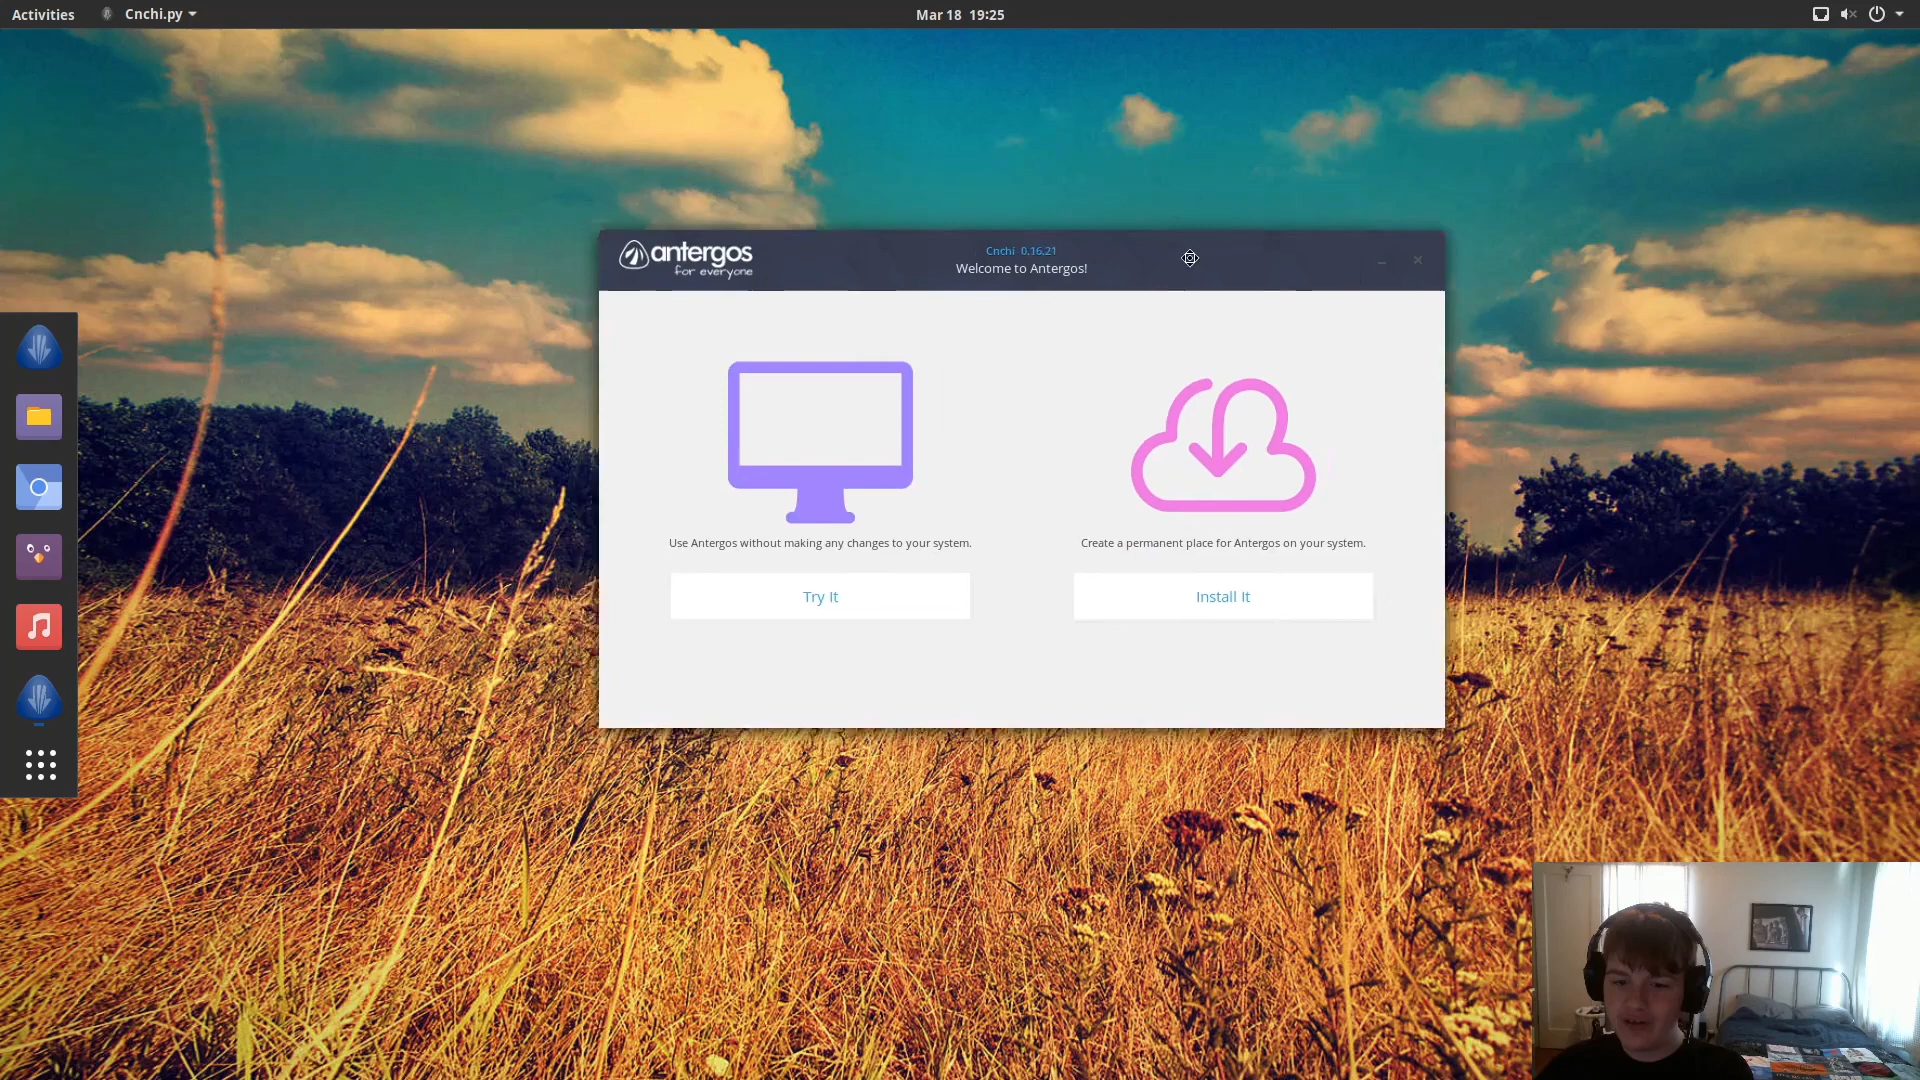 Activities
Cnchi.py
Mar 18 19:25
antergos
for everyone
Cnchi 0.16.21
Welcome to Antergos!
Use Antergos without making any changes to your system.
Create a permanent place for Antergos on your system.
Try It
Install It